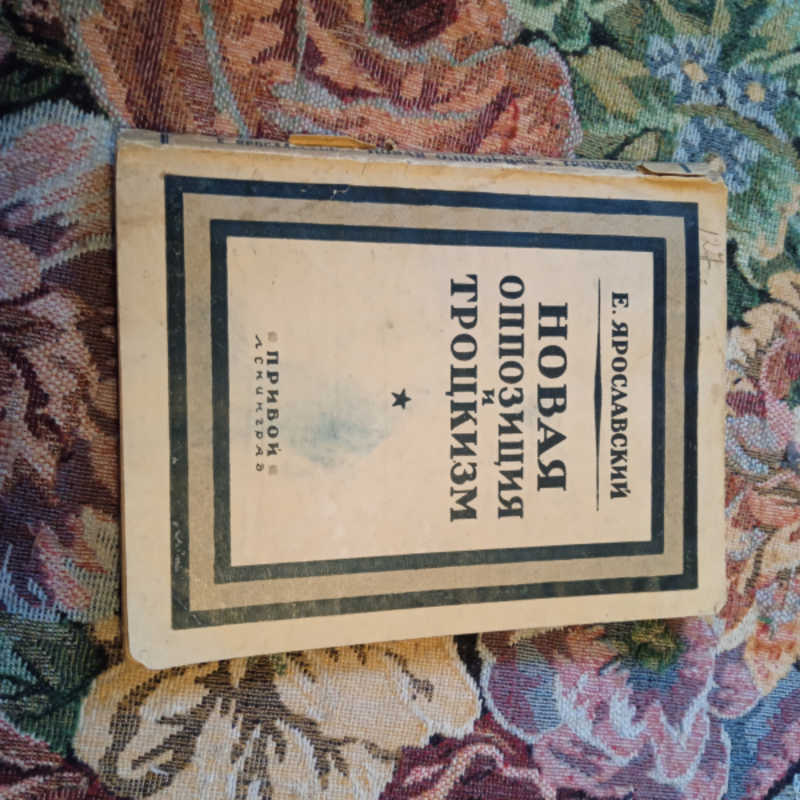 Е. ЯРОСЛАВСКИЙ
НОВАЯ
ОППОЗИЦИЯ
И
ТРОЦКИЗМ
ПРИБОЙ
ЛЕНИНГРАД